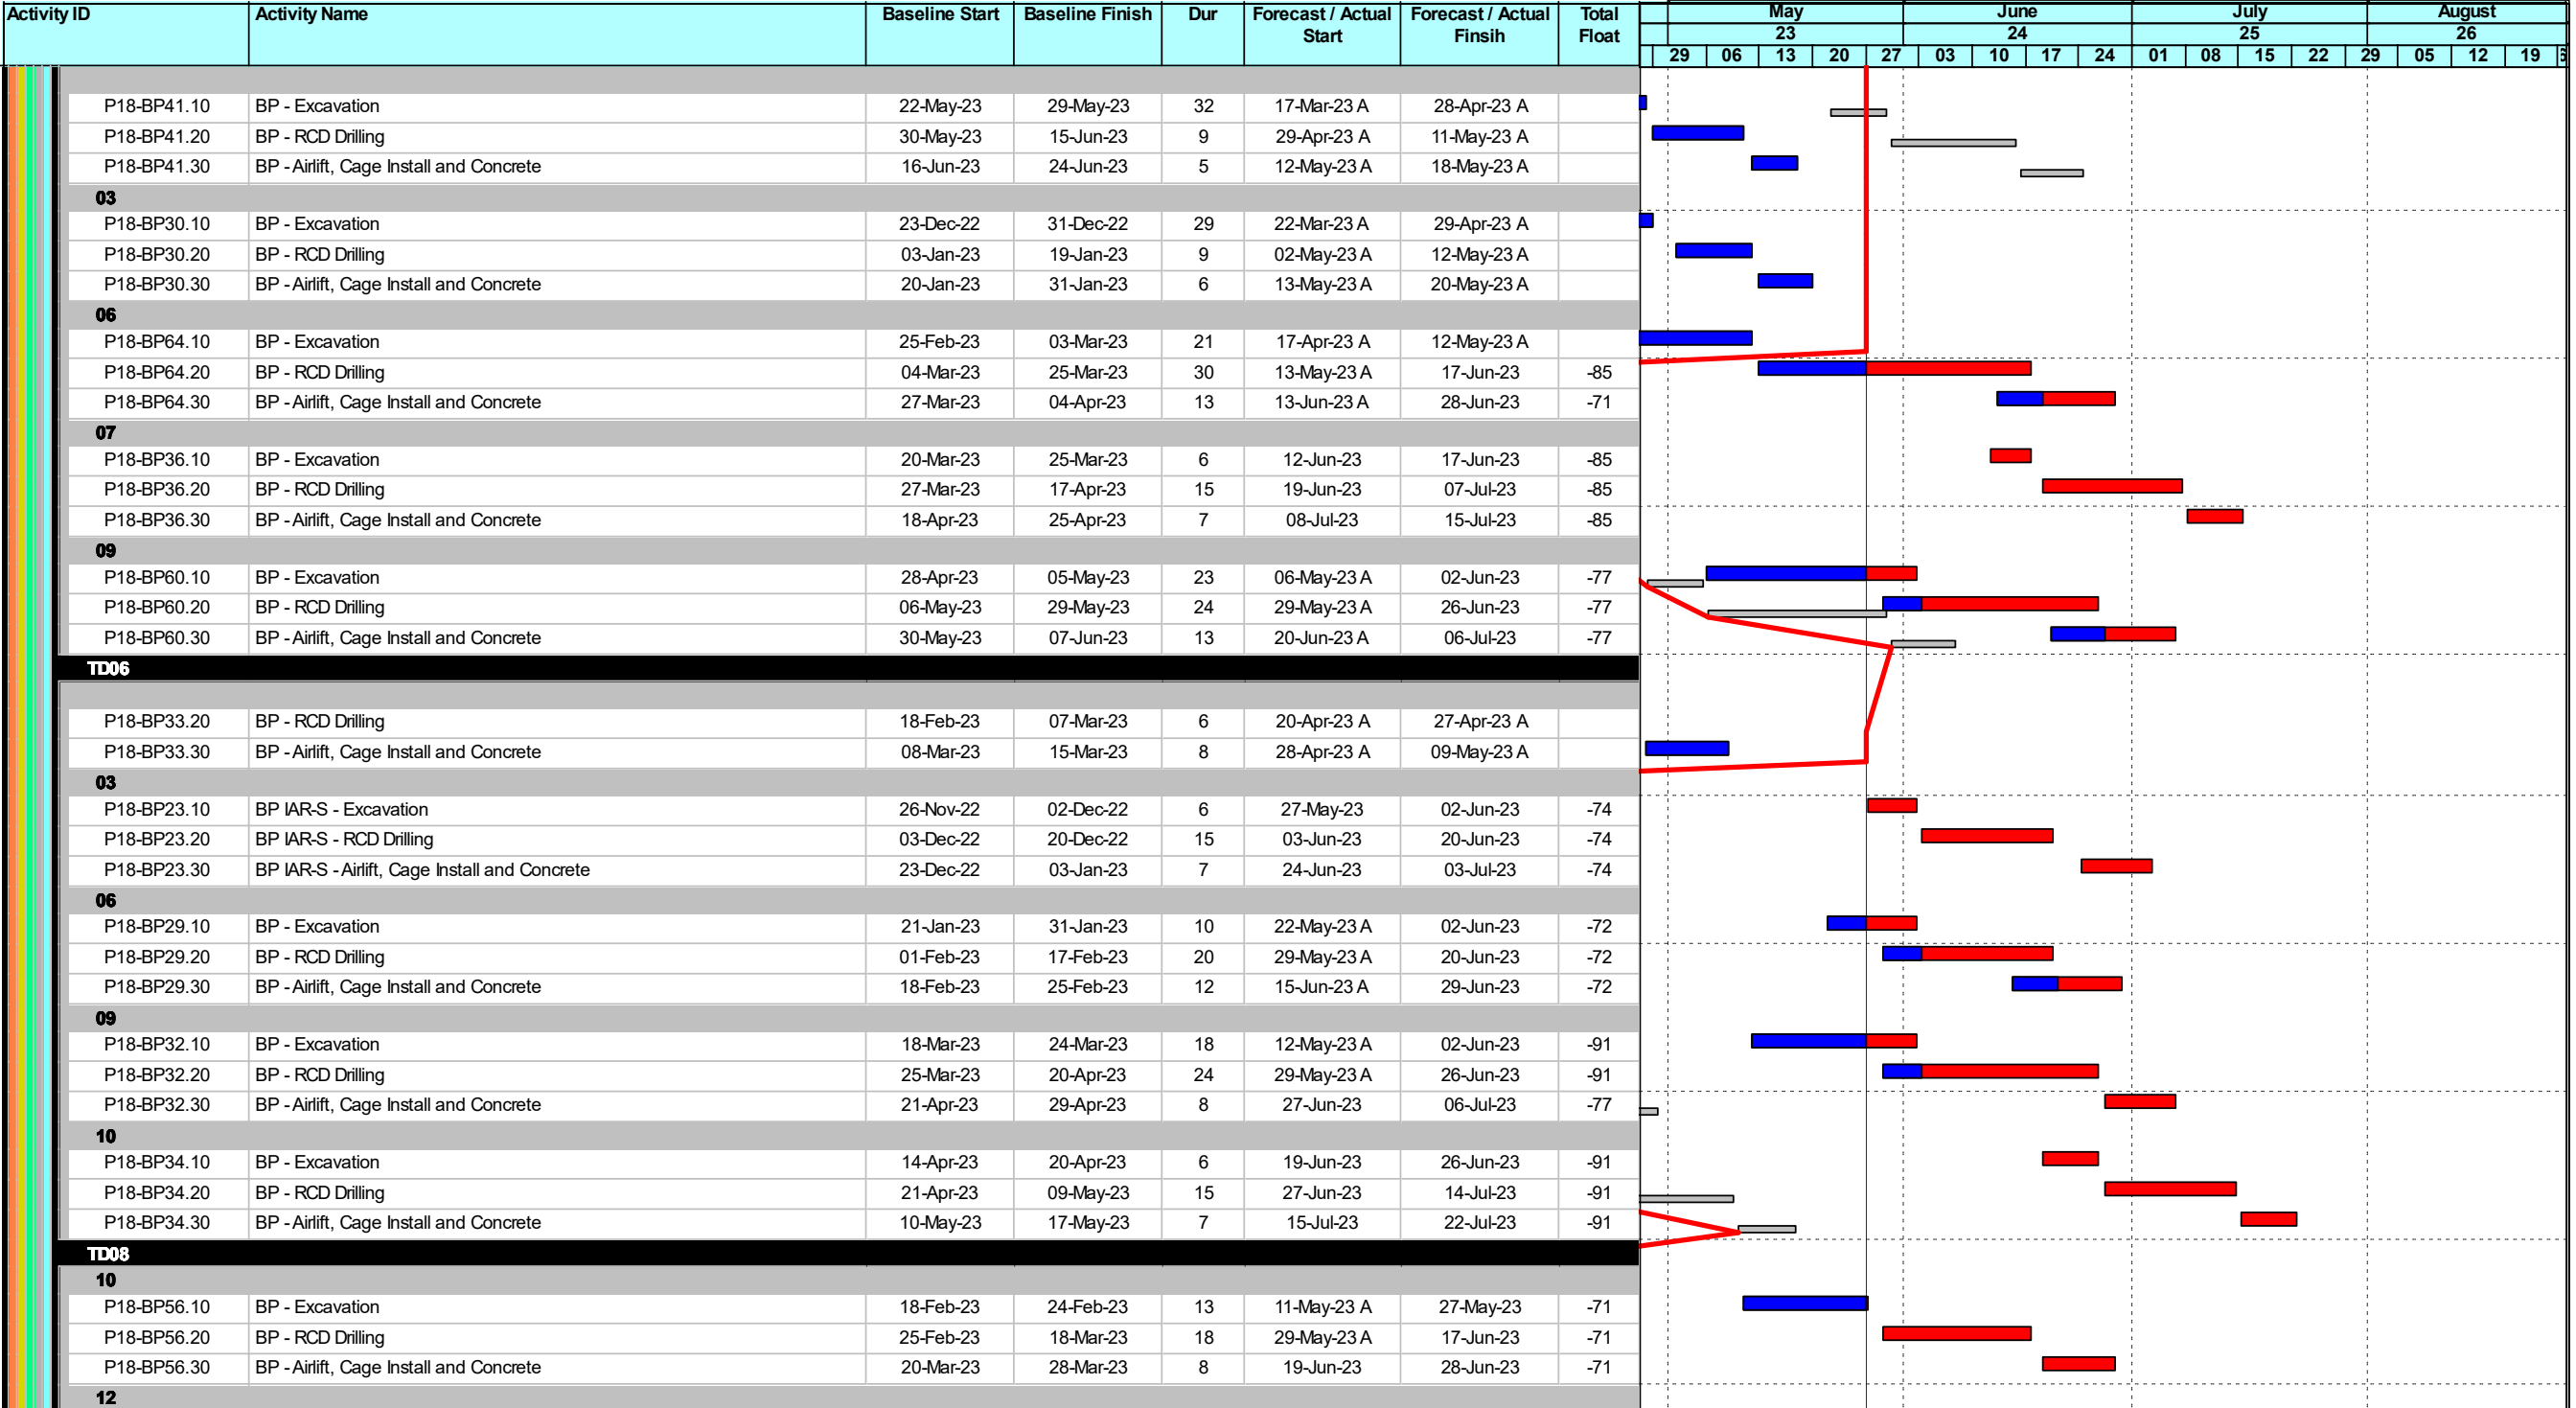 Activity ID Activity Name Baseline Start Baseline Finish Dur Forecast / Actual Start Forecast / Actual Finsih Total Float May June July August
23 24 25 26
29 06 13 20 27 03 10 17 24 01 08 15 22 29 05 12 19
P18-BP41.10 BP - Excavation 22-May-23 29-May-23 32 17-Mar-23 A 28-Apr-23 A
P18-BP41.20 BP - RCD Drilling 30-May-23 15-Jun-23 9 29-Apr-23 A 11-May-23 A
P18-BP41.30 BP - Airlift, Cage Install and Concrete 16-Jun-23 24-Jun-23 5 12-May-23 A 18-May-23 A
03
P18-BP30.10 BP - Excavation 23-Dec-22 31-Dec-22 29 22-Mar-23 A 29-Apr-23 A
P18-BP30.20 BP - RCD Drilling 03-Jan-23 19-Jan-23 9 02-May-23 A 12-May-23 A
P18-BP30.30 BP - Airlift, Cage Install and Concrete 20-Jan-23 31-Jan-23 6 13-May-23 A 20-May-23 A
06
P18-BP64.10 BP - Excavation 25-Feb-23 03-Mar-23 21 17-Apr-23 A 12-May-23 A
P18-BP64.20 BP - RCD Drilling 04-Mar-23 25-Mar-23 30 13-May-23 A 17-Jun-23 -85
P18-BP64.30 BP - Airlift, Cage Install and Concrete 27-Mar-23 04-Apr-23 13 13-Jun-23 A 28-Jun-23 -71
07
P18-BP36.10 BP - Excavation 20-Mar-23 25-Mar-23 6 12-Jun-23 17-Jun-23 -85
P18-BP36.20 BP - RCD Drilling 27-Mar-23 17-Apr-23 15 19-Jun-23 07-Jul-23 -85
P18-BP36.30 BP - Airlift, Cage Install and Concrete 18-Apr-23 25-Apr-23 7 08-Jul-23 15-Jul-23 -85
09
P18-BP60.10 BP - Excavation 28-Apr-23 05-May-23 23 06-May-23 A 02-Jun-23 -77
P18-BP60.20 BP - RCD Drilling 06-May-23 29-May-23 24 29-May-23 A 26-Jun-23 -77
P18-BP60.30 BP - Airlift, Cage Install and Concrete 30-May-23 07-Jun-23 13 20-Jun-23 A 06-Jul-23 -77
TD06
P18-BP33.20 BP - RCD Drilling 18-Feb-23 07-Mar-23 6 20-Apr-23 A 27-Apr-23 A
P18-BP33.30 BP - Airlift, Cage Install and Concrete 08-Mar-23 15-Mar-23 8 28-Apr-23 A 09-May-23 A
03
P18-BP23.10 BP IAR-S - Excavation 26-Nov-22 02-Dec-22 6 27-May-23 02-Jun-23 -74
P18-BP23.20 BP IAR-S - RCD Drilling 03-Dec-22 20-Dec-22 15 03-Jun-23 20-Jun-23 -74
P18-BP23.30 BP IAR-S - Airlift, Cage Install and Concrete 23-Dec-22 03-Jan-23 7 24-Jun-23 03-Jul-23 -74
06
P18-BP29.10 BP - Excavation 21-Jan-23 31-Jan-23 10 22-May-23 A 02-Jun-23 -72
P18-BP29.20 BP - RCD Drilling 01-Feb-23 17-Feb-23 20 29-May-23 A 20-Jun-23 -72
P18-BP29.30 BP - Airlift, Cage Install and Concrete 18-Feb-23 25-Feb-23 12 15-Jun-23 A 29-Jun-23 -72
09
P18-BP32.10 BP - Excavation 18-Mar-23 24-Mar-23 18 12-May-23 A 02-Jun-23 -91
P18-BP32.20 BP - RCD Drilling 25-Mar-23 20-Apr-23 24 29-May-23 A 26-Jun-23 -91
P18-BP32.30 BP - Airlift, Cage Install and Concrete 21-Apr-23 29-Apr-23 8 27-Jun-23 06-Jul-23 -77
10
P18-BP34.10 BP - Excavation 14-Apr-23 20-Apr-23 6 19-Jun-23 26-Jun-23 -91
P18-BP34.20 BP - RCD Drilling 21-Apr-23 09-May-23 15 27-Jun-23 14-Jul-23 -91
P18-BP34.30 BP - Airlift, Cage Install and Concrete 10-May-23 17-May-23 7 15-Jul-23 22-Jul-23 -91
TD08
10
P18-BP56.10 BP - Excavation 18-Feb-23 24-Feb-23 13 11-May-23 A 27-May-23 -71
P18-BP56.20 BP - RCD Drilling 25-Feb-23 18-Mar-23 18 29-May-23 A 17-Jun-23 -71
P18-BP56.30 BP - Airlift, Cage Install and Concrete 20-Mar-23 28-Mar-23 8 19-Jun-23 28-Jun-23 -71
12